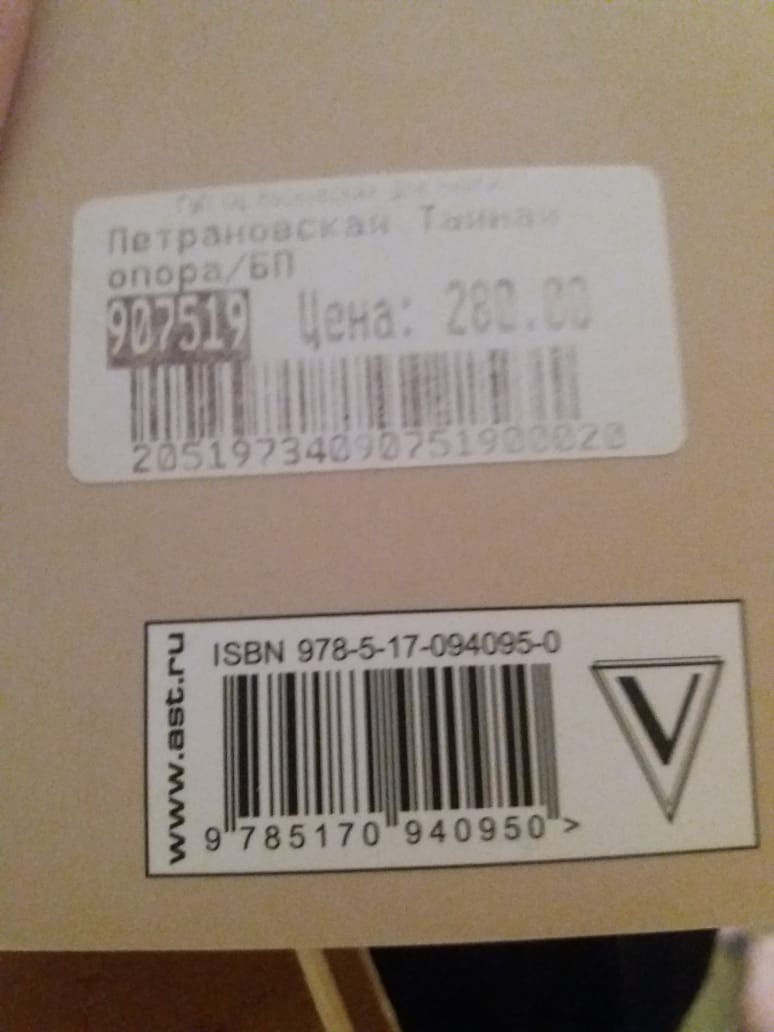 Петрановская Тайная
опора/БП
907519 Цена: 280.00
20519734090751900020
www.ast.ru
ISBN 978-5-17-094095-0
9 785170 940950 >